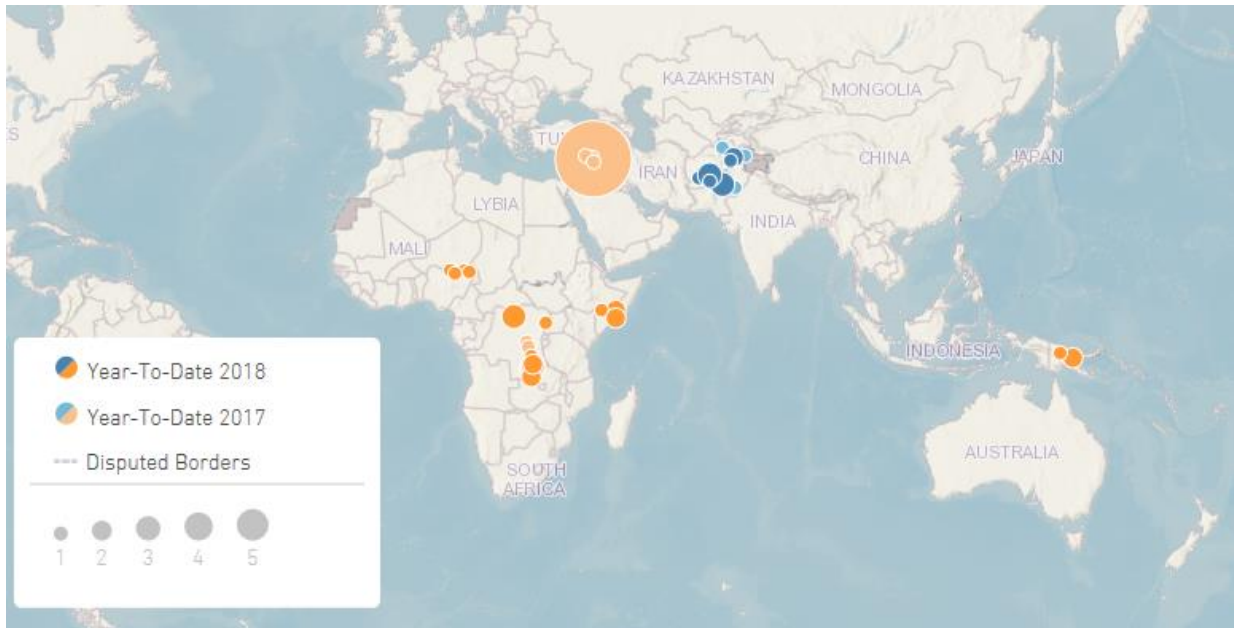 KAZAKHSTAN
MONGOLIA
TU
IRAN
CHINA
JAPAN
LYBIA
INDIA
MALI
INDONESIA
AUSTRALIA
SOUTH
AFRICA
Year-To-Date 2018
Year-To-Date 2017
Disputed Borders
1 2 3 4 5